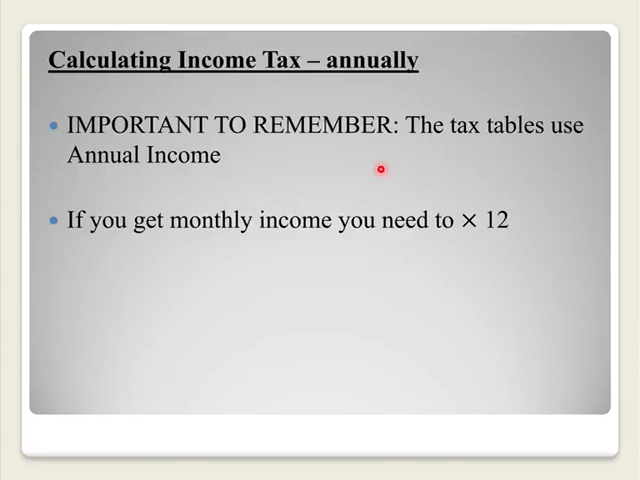 Calculating Income Tax – annually
• IMPORTANT TO REMEMBER: The tax tables use
Annual Income
• If you get monthly income you need to × 12